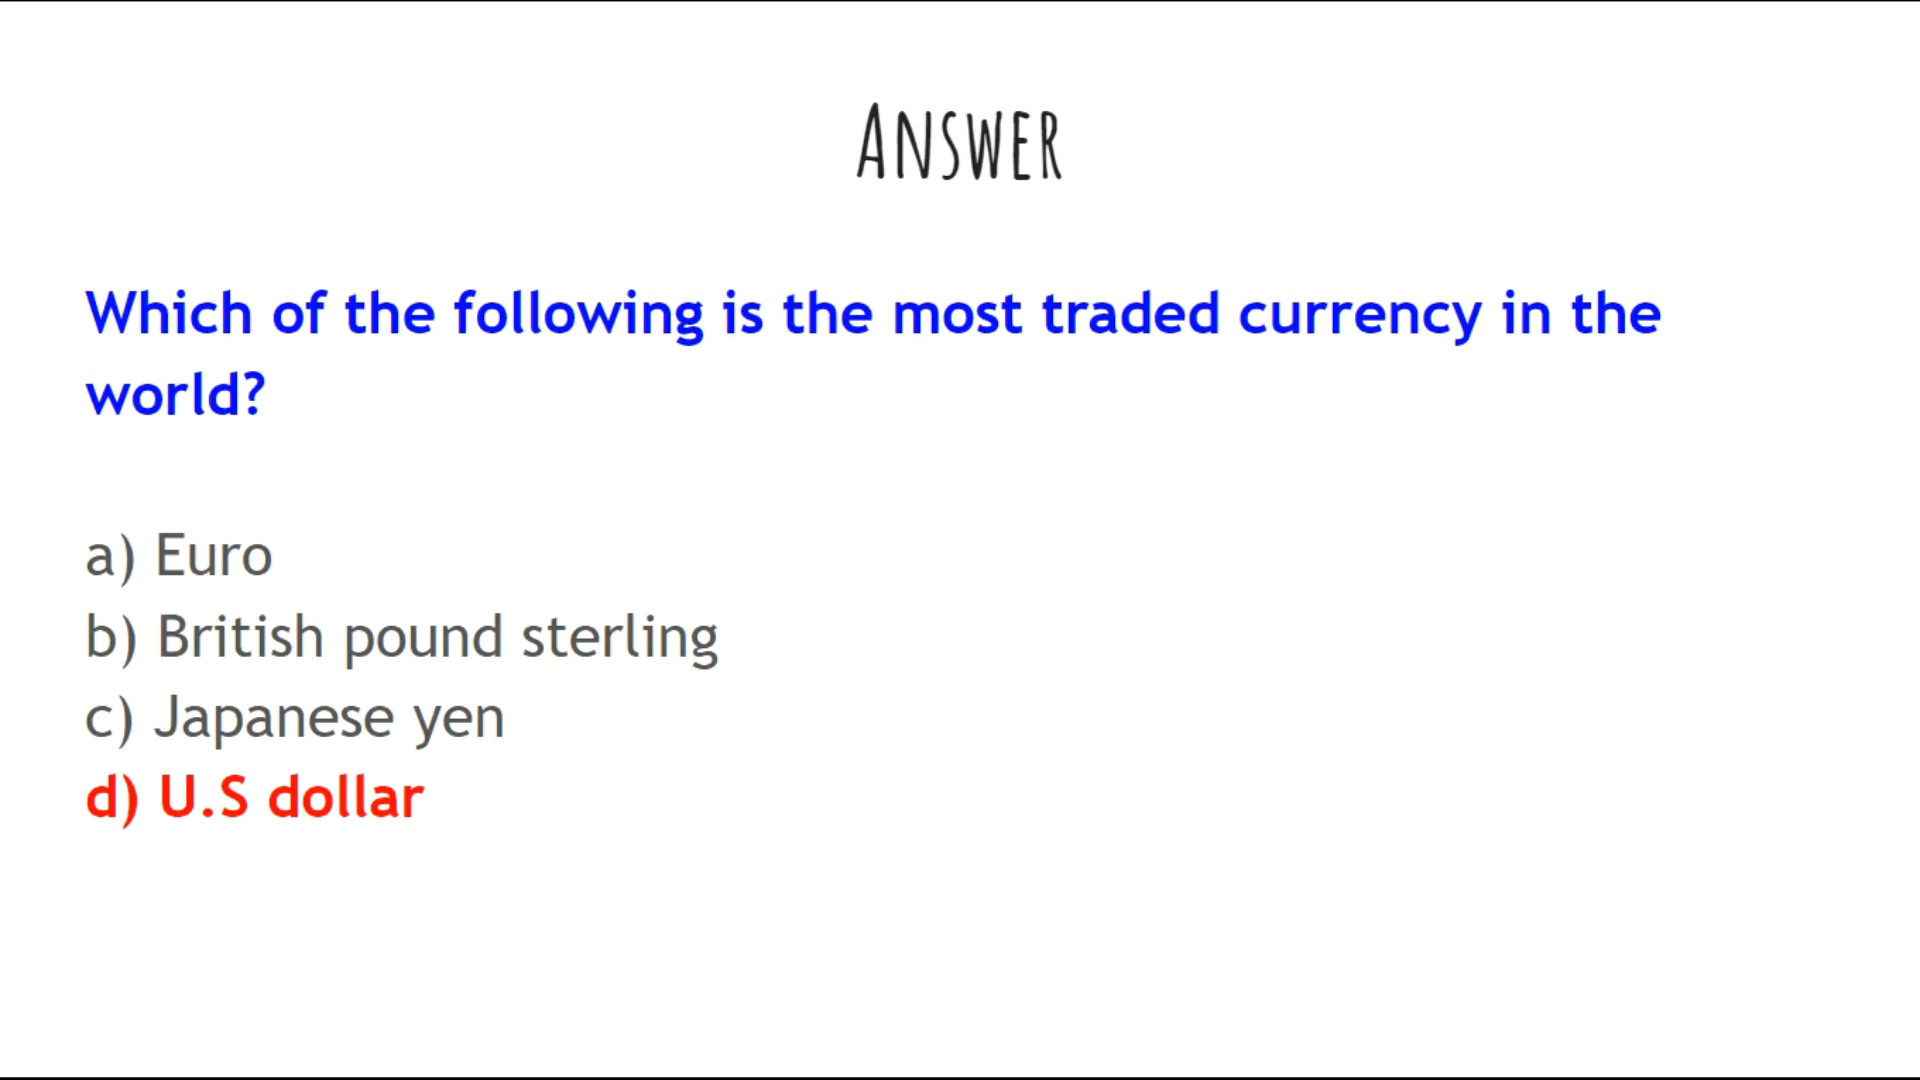 ANSWER
Which of the following is the most traded currency in the
world?
a) Euro
b) British pound sterling
c) Japanese yen
d) U.S dollar